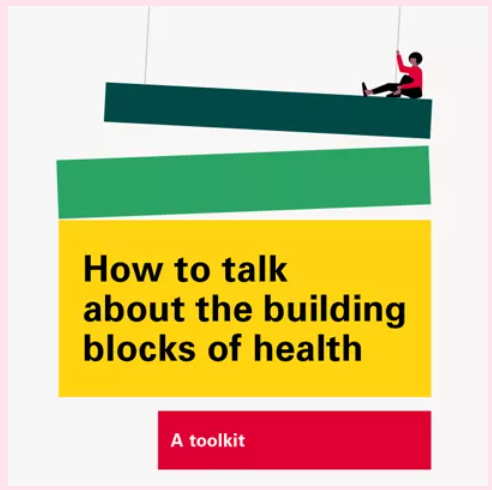 How to talk
about the building
blocks of health
A toolkit